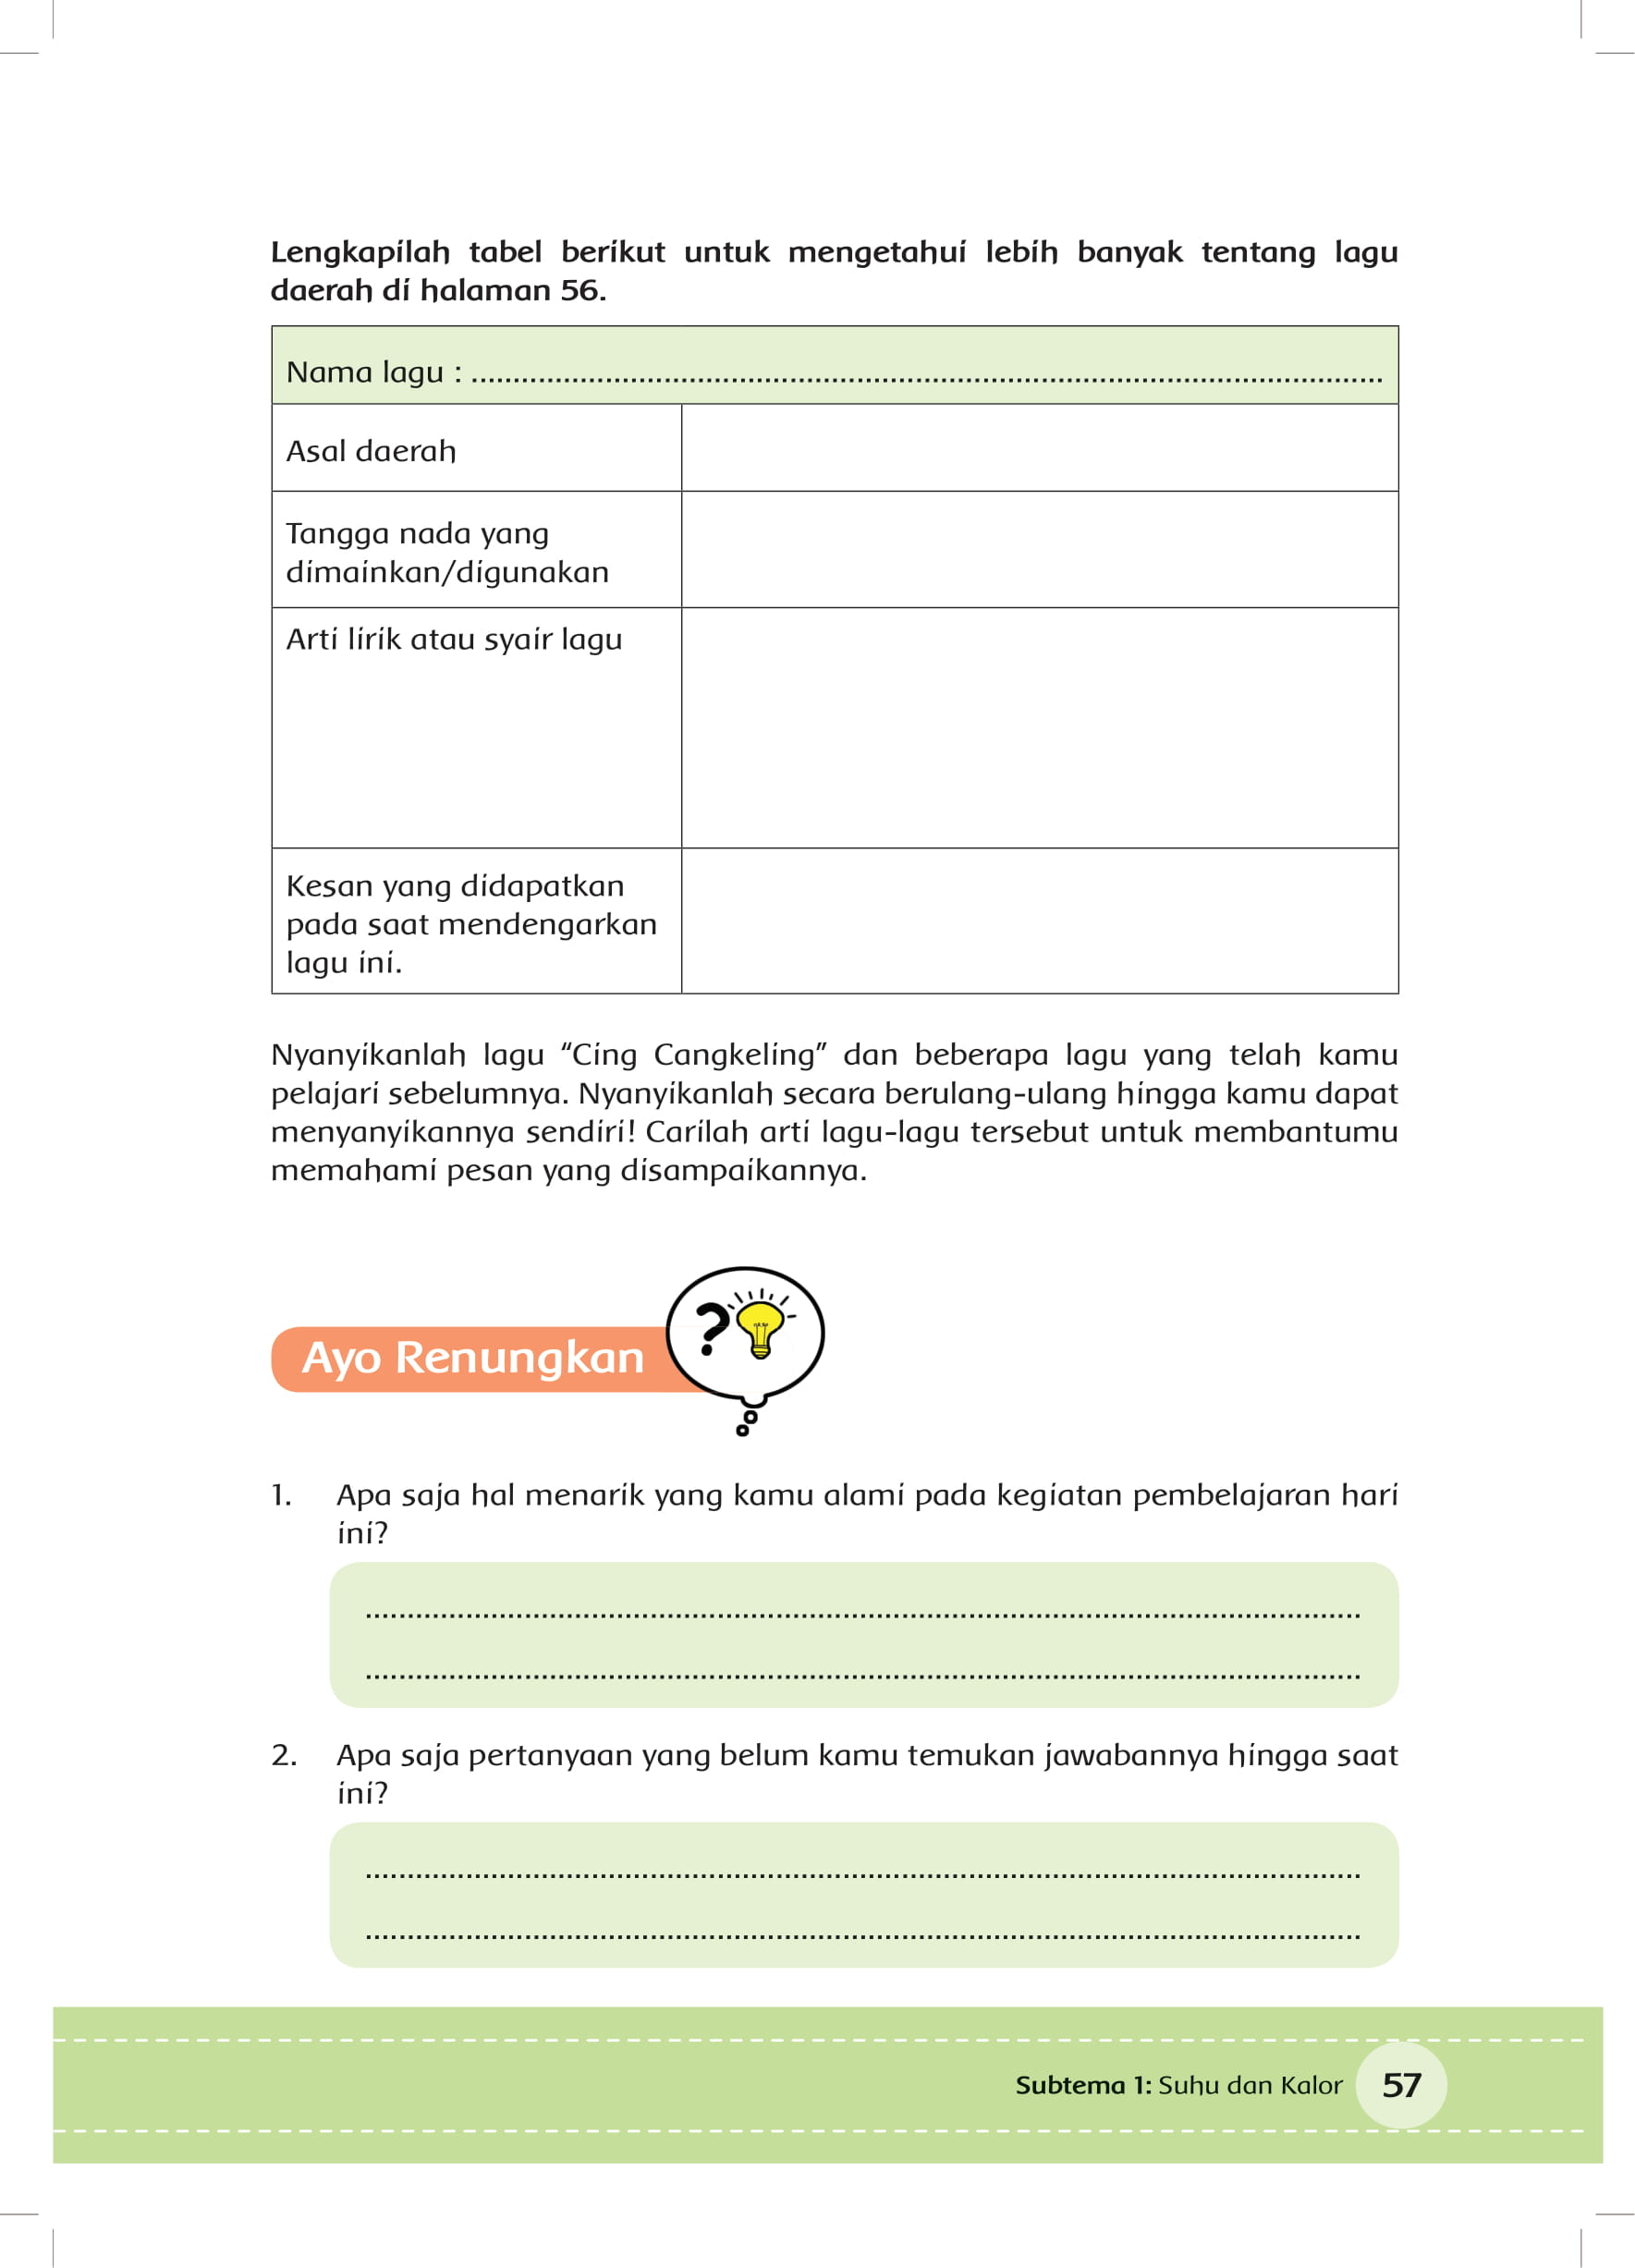 Lengkapilah tabel berikut untuk mengetahui lebih banyak tentang lagu
daerah di halaman 56.
Nama lagu : ..............................................................................................................
Asal daerah
Tangga nada yang
dimainkan/digunakan
Arti lirik atau syair lagu
Kesan yang didapatkan
pada saat mendengarkan
lagu ini.
Nyanyikanlah lagu “Cing Cangkeling” dan beberapa lagu yang telah kamu
pelajari sebelumnya. Nyanyikanlah secara berulang-ulang hingga kamu dapat
menyanyikannya sendiri! Carilah arti lagu-lagu tersebut untuk membantumu
memahami pesan yang disampaikannya.
Ayo Renungkan
?
1. Apa saja hal menarik yang kamu alami pada kegiatan pembelajaran hari
ini?
........................................................................................................................
........................................................................................................................
2. Apa saja pertanyaan yang belum kamu temukan jawabannya hingga saat
ini?
........................................................................................................................
........................................................................................................................
Subtema 1: Suhu dan Kalor 57